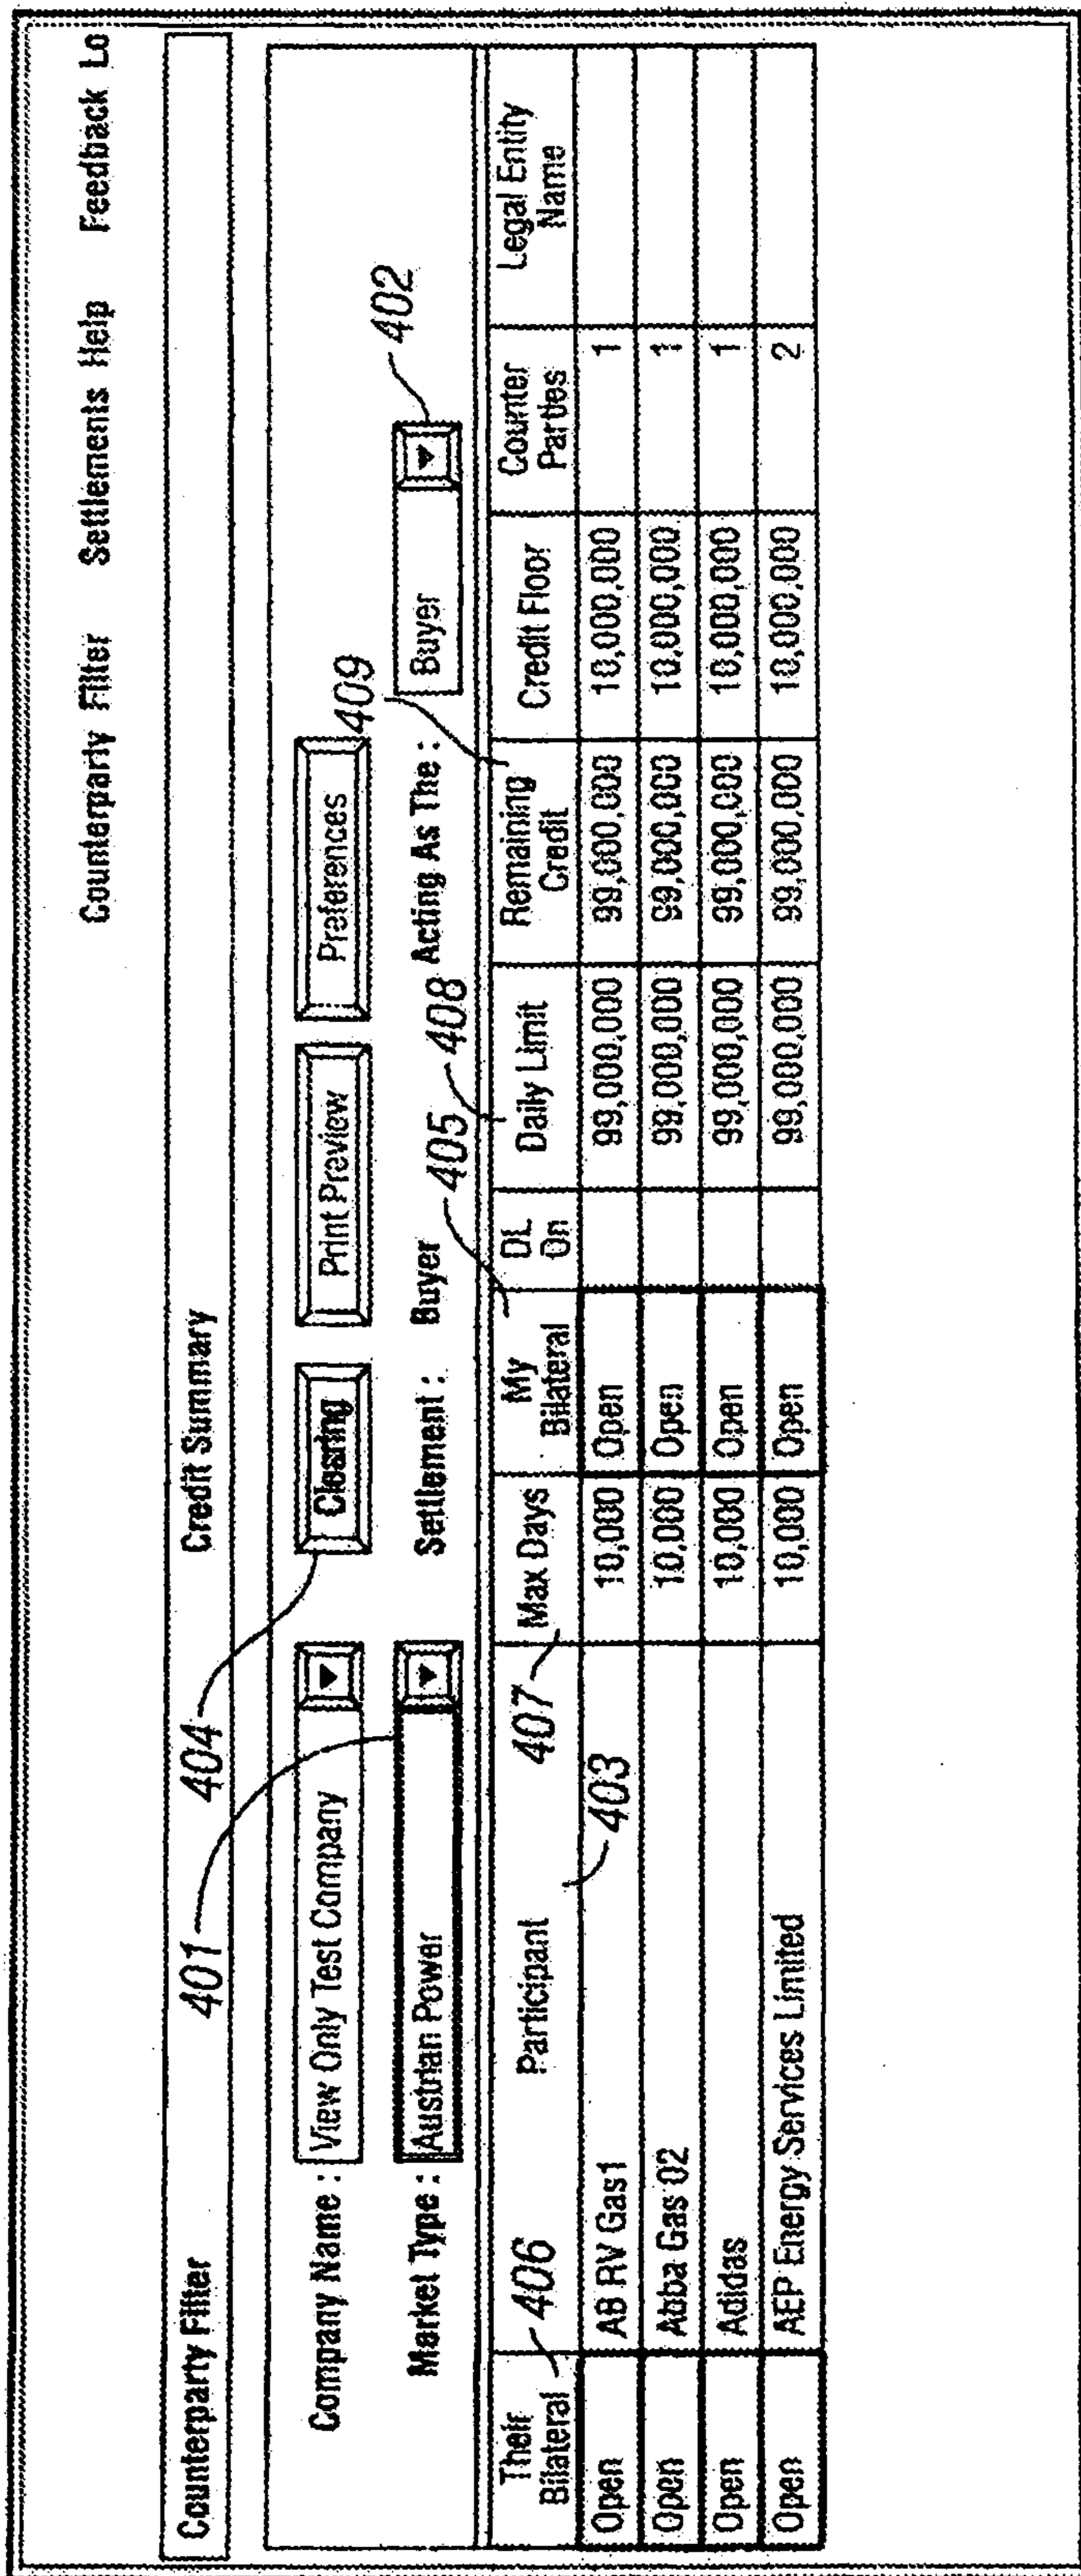 Counterparty Filter Settlements Help Feedback Lo
Counterparty Filter Credit Summary
401 404
Company Name : View Only Test Company Clearing Print Preview Preferences
409 402
Market Type : Austrian Power Settlement : Buyer Acting As The : Buyer
406 403 407 405 408
Their Bilateral Participant Max Days My Bilateral DL On Daily Limit Remaining Credit Credit Floor Counter Parties Legal Entity Name
Open AB RV Gas1 10,000 Open 99,000,000 99,000,000 10,000,000 1
Open Abba Gas 02 10,000 Open 99,000,000 99,000,000 10,000,000 1
Open Adidas 10,000 Open 99,000,000 99,000,000 10,000,000 1
Open AEP Energy Services Limited 10,000 Open 99,000,000 99,000,000 10,000,000 2